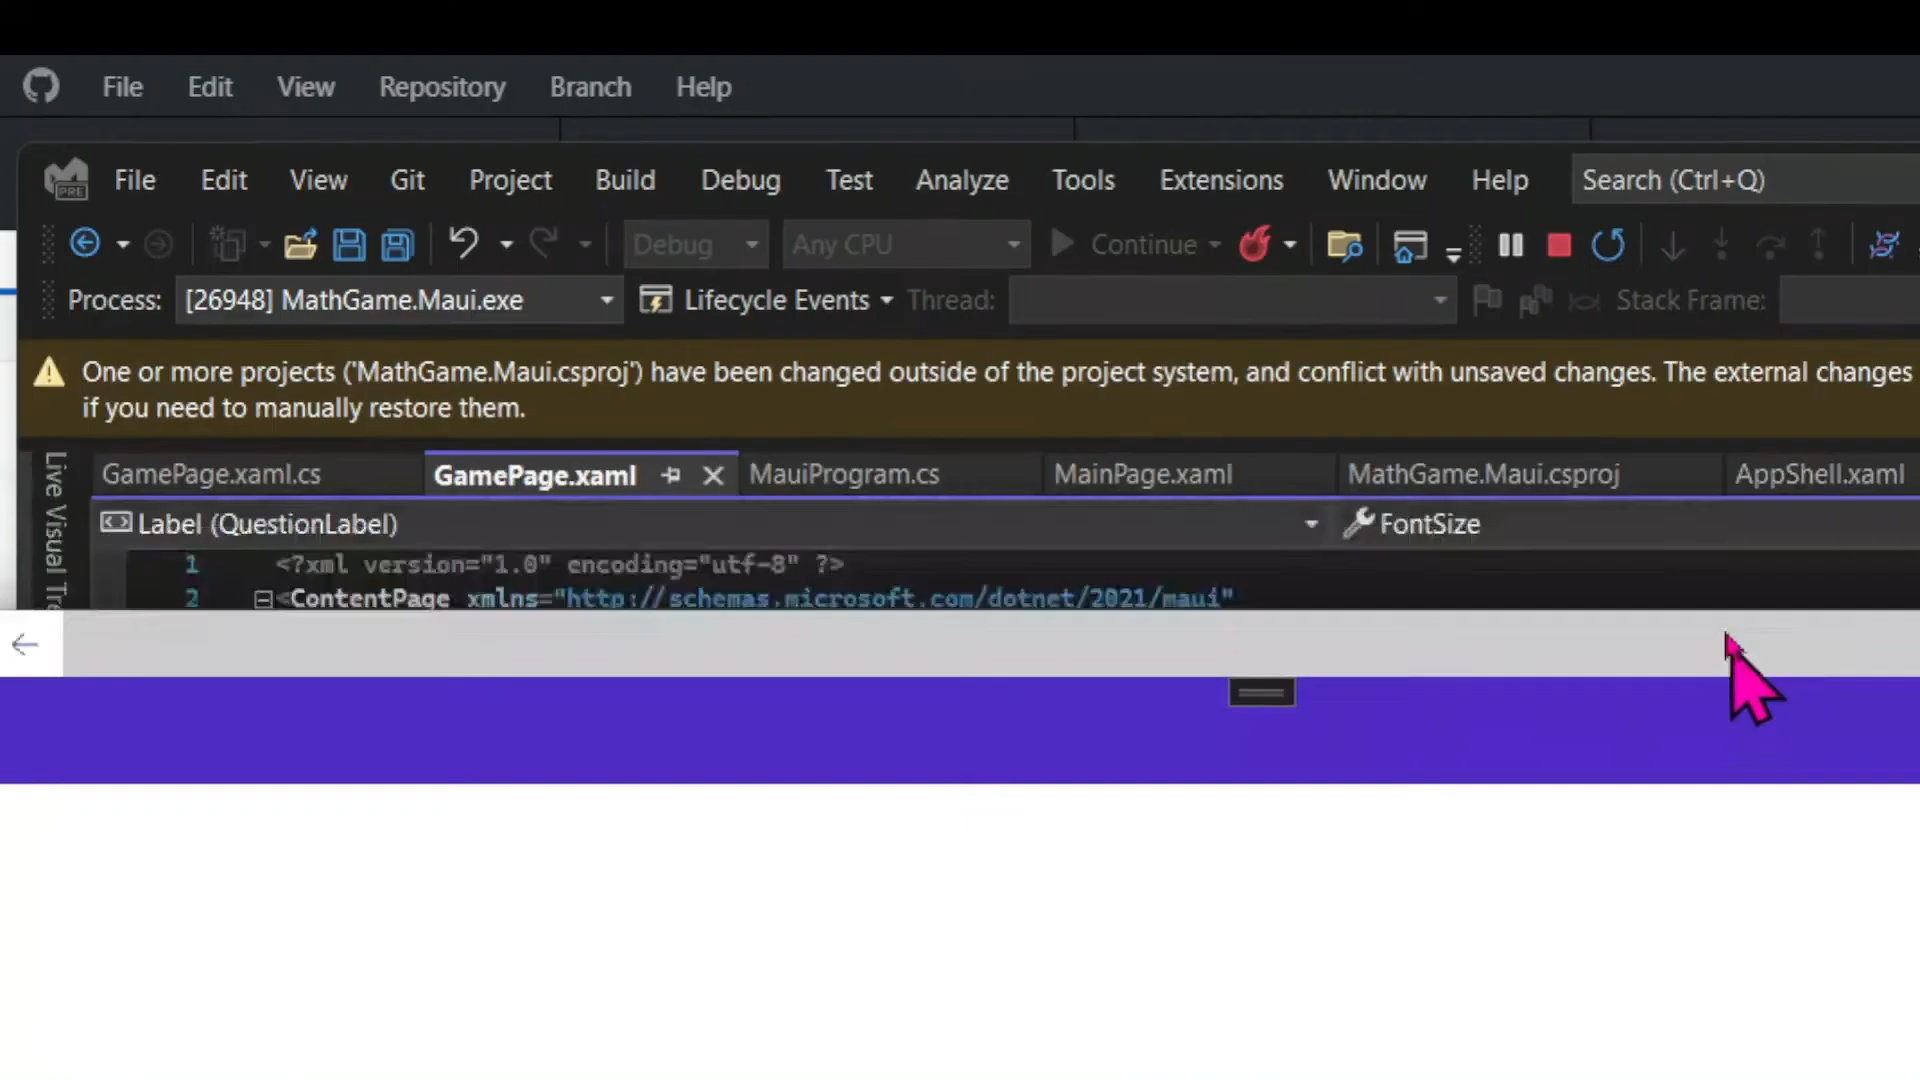 File Edit View Repository Branch Help
PRE File Edit View Git Project Build Debug Test Analyze Tools Extensions Window Help Search (Ctrl+Q)
Debug Any CPU Continue
Process: [26948] MathGame.Maui.exe Lifecycle Events Thread: Stack Frame:
One or more projects ('MathGame.Maui.csproj') have been changed outside of the project system, and conflict with unsaved changes. The external changes
if you need to manually restore them.
Live Visual
GamePage.xaml.cs GamePage.xaml MauiProgram.cs MainPage.xaml MathGame.Maui.csproj AppShell.xaml
Label (QuestionLabel) FontSize
1 <?xml version="1.0" encoding="utf-8" ?>
2 <ContentPage xmlns="http://schemas.microsoft.com/dotnet/2021/maui"